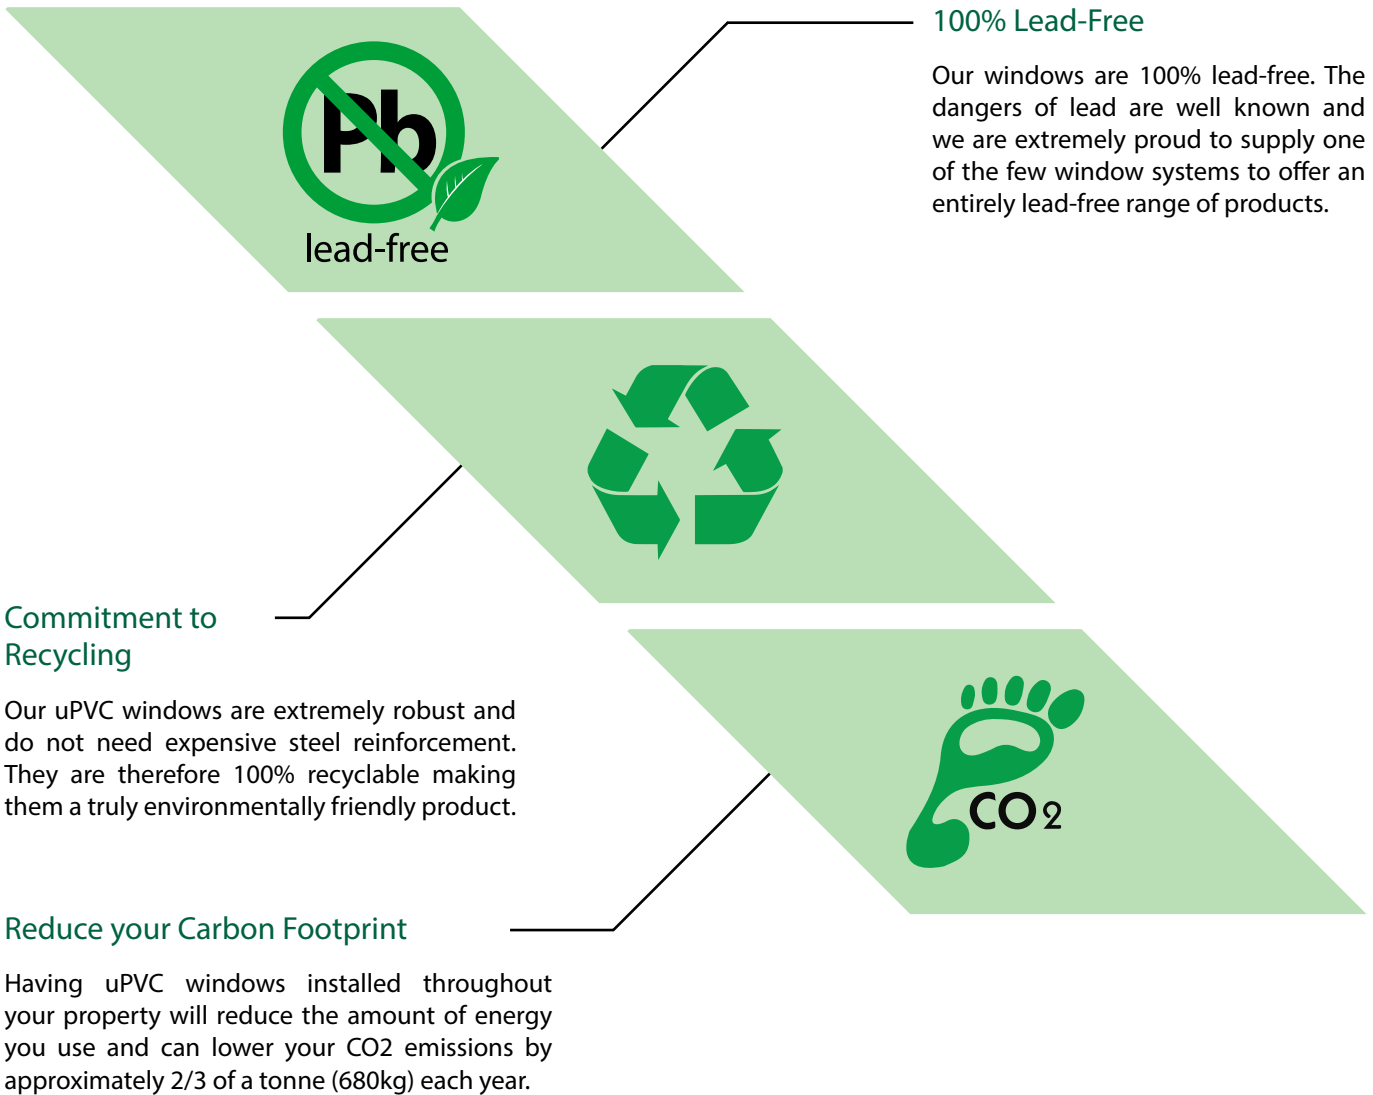 100% Lead-Free
Our windows are 100% lead-free. The
dangers of lead are well known and
we are extremely proud to supply one
of the few window systems to offer an
entirely lead-free range of products.
Pb
lead-free
Commitment to
Recycling
Our uPVC windows are extremely robust and
do not need expensive steel reinforcement.
They are therefore 100% recyclable making
them a truly environmentally friendly product.
CO2
Reduce your Carbon Footprint
Having uPVC windows installed throughout
your property will reduce the amount of energy
you use and can lower your CO2 emissions by
approximately 2/3 of a tonne (680kg) each year.